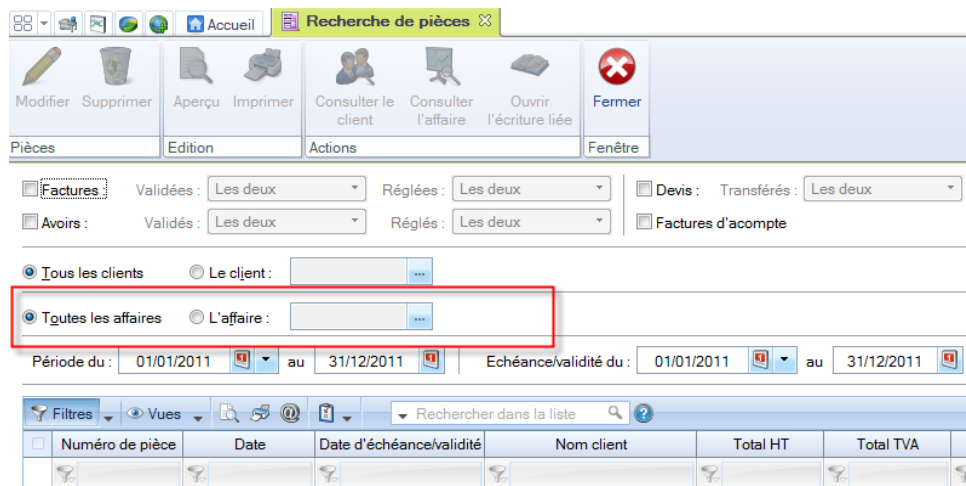 Accueil Recherche de pièces
Modifier Supprimer Aperçu Imprimer Consulter le client Consulter l'affaire Ouvrir l'écriture liée Fermer
Pièces Edition Actions Fenêtre
Factures : Validées : Les deux Réglées : Les deux Devis : Transférés : Les deux
Avoirs : Validés : Les deux Réglés : Les deux Factures d'acompte
Tous les clients Le client : ...
Toutes les affaires L'affaire : ...
Période du : 01/01/2011 au 31/12/2011 Echéance/validité du : 01/01/2011 au 31/12/2011
Filtres Vues Rechercher dans la liste
Numéro de pièce Date Date d'échéance/validité Nom client Total HT Total TVA